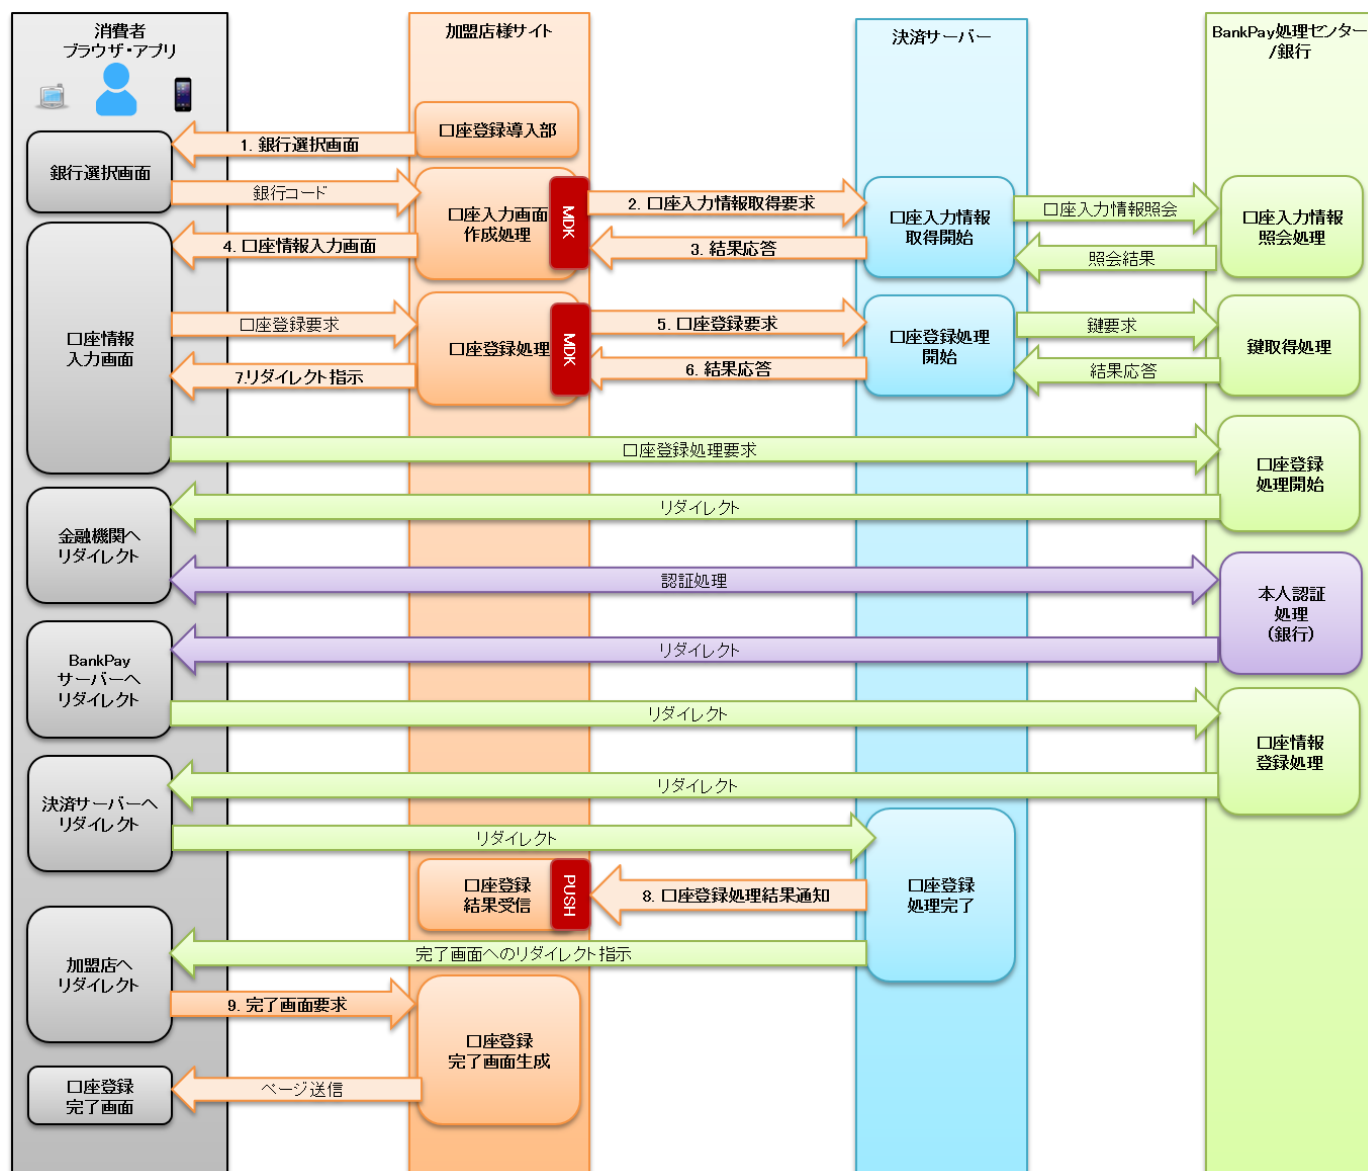 消費者
ブラウザ・アプリ
加盟店様サイト
決済サーバー
BankPay処理センター
/銀行
口座登録導入部
1. 銀行選択画面
銀行選択画面
銀行コード
口座入力画面
作成処理
MDK
2. 口座入力情報取得要求
口座入力情報
取得開始
口座入力情報照会
口座入力情報
照会処理
4. 口座情報入力画面
3. 結果応答
照会結果
口座情報
入力画面
口座登録要求
口座登録処理
MDK
5. 口座登録要求
口座登録処理
開始
鍵要求
鍵取得処理
7.リダイレクト指示
6. 結果応答
結果応答
口座登録処理要求
口座登録
処理開始
リダイレクト
金融機関へ
リダイレクト
認証処理
本人認証
処理
(銀行)
リダイレクト
BankPay
サーバーへ
リダイレクト
リダイレクト
口座情報
登録処理
リダイレクト
決済サーバーへ
リダイレクト
リダイレクト
口座登録
結果受信
PUSH
8. 口座登録処理結果通知
口座登録
処理完了
完了画面へのリダイレクト指示
加盟店へ
リダイレクト
9. 完了画面要求
口座登録
完了画面生成
ページ送信
口座登録
完了画面